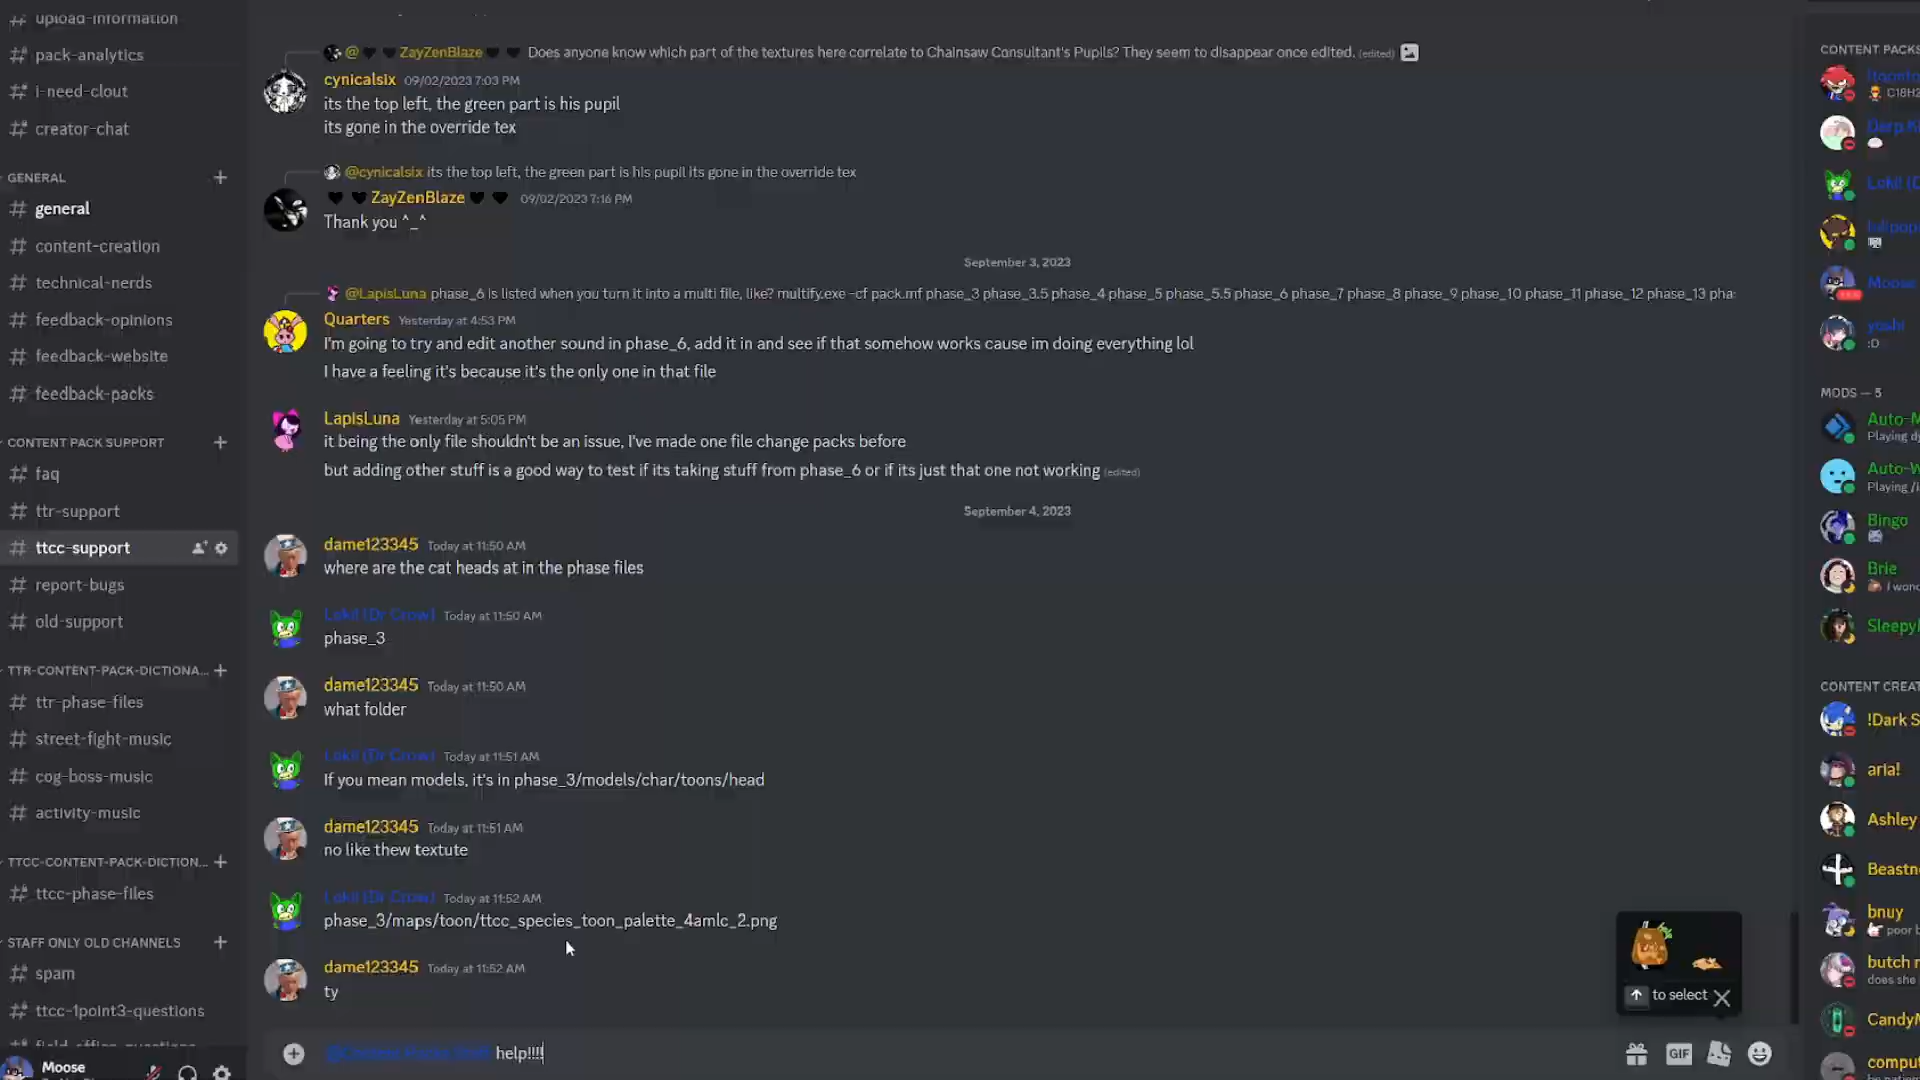 upload-information
pack-analytics
i-need-clout
creator-chat
GENERAL
general
content-creation
technical-nerds
feedback-opinions
feedback-website
feedback-packs
CONTENT PACK SUPPORT
faq
ttr-support
ttcc-support
report-bugs
old-support
TTR-CONTENT-PACK-DICTIONA...
ttr-phase-files
street-fight-music
cog-boss-music
activity-music
TTCC-CONTENT-PACK-DICTION...
ttcc-phase-files
STAFF ONLY OLD CHANNELS
spam
ttcc-1point3-questions
field-office-questions
Moose
@ ZayZenBlaze Does anyone know which part of the textures here correlate to Chainsaw Consultant's Pupils? They seem to disappear once edited. (edited)
cynicalsix 09/02/2023 7:03 PM
its the top left, the green part is his pupil
its gone in the override tex
@cynicalsix its the top left, the green part is his pupil its gone in the override tex
ZayZenBlaze 09/02/2023 7:16 PM
Thank you ^_^
September 3, 2023
@LapisLuna phase_6 is listed when you turn it into a multi file, like? multify.exe -cf pack.mf phase_3 phase_3.5 phase_4 phase_5 phase_5.5 phase_6 phase_7 phase_8 phase_9 phase_10 phase_11 phase_12 phase_13 pha
Quarters Yesterday at 4:53 PM
I'm going to try and edit another sound in phase_6, add it in and see if that somehow works cause im doing everything lol
I have a feeling it's because it's the only one in that file
LapisLuna Yesterday at 5:05 PM
it being the only file shouldn't be an issue, I've made one file change packs before
but adding other stuff is a good way to test if its taking stuff from phase_6 or if its just that one not working (edited)
September 4, 2023
dame123345 Today at 11:50 AM
where are the cat heads at in the phase files
Loki! (Dr Crow) Today at 11:50 AM
phase_3
dame123345 Today at 11:50 AM
what folder
Loki! (Dr Crow) Today at 11:51 AM
If you mean models, it's in phase_3/models/char/toons/head
dame123345 Today at 11:51 AM
no like thew textute
Loki! (Dr Crow) Today at 11:52 AM
phase_3/maps/toon/ttcc_species_toon_palette_4amlc_2.png
dame123345 Today at 11:52 AM
ty
to select
help!!!!
GIF
CONTENT PACKS
C18H2
Derp K
Loki! (D
Moose
yoshi
:D
MODS — 5
Auto-M
Playing dy
Auto-W
Playing /i
Bingo
Brie
I wond
Sleepy
CONTENT CREAT
!Dark S
aria!
Ashley
Beastn
bnuy
poor b
butch r
does she
CandyM
comput